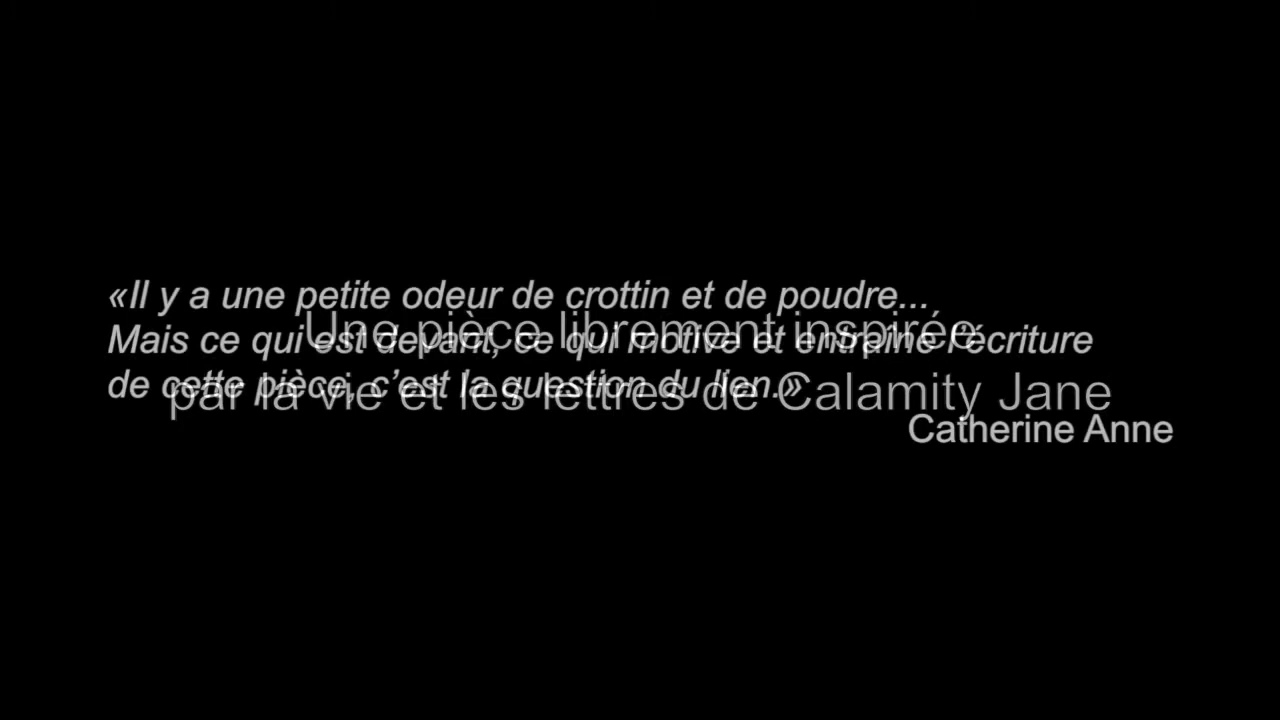 «Il y a une petite odeur de crottin et de poudre...
Mais ce qui est devant, ce qui motive et entraine l'écriture
de cette pièce, c’est la question du lien.»
Catherine Anne
Une pièce librement inspirée
par la vie et les lettres de Calamity Jane